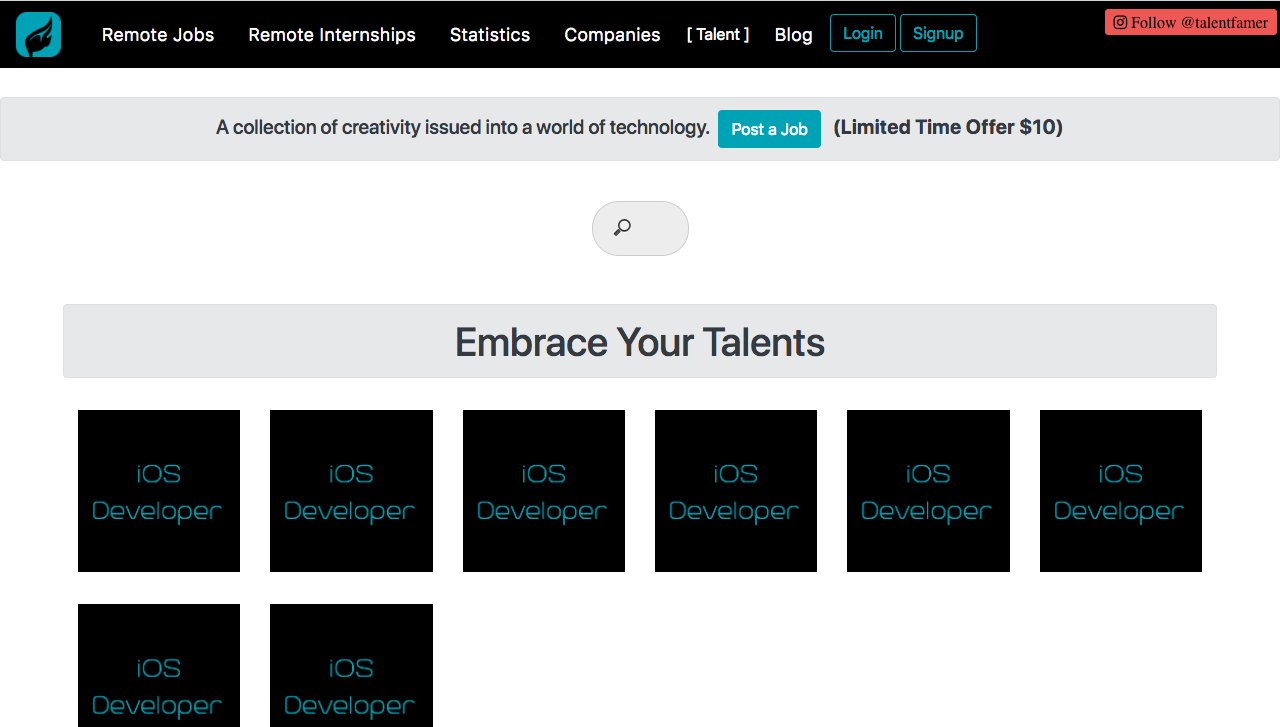 Remote Jobs Remote Internships Statistics Companies [ Talent ] Blog Login Signup Follow @talentfamer
A collection of creativity issued into a world of technology. Post a Job (Limited Time Offer $10)
Embrace Your Talents
iOS iOS iOS iOS iOS iOS
Developer Developer Developer Developer Developer Developer
iOS iOS
Developer Developer